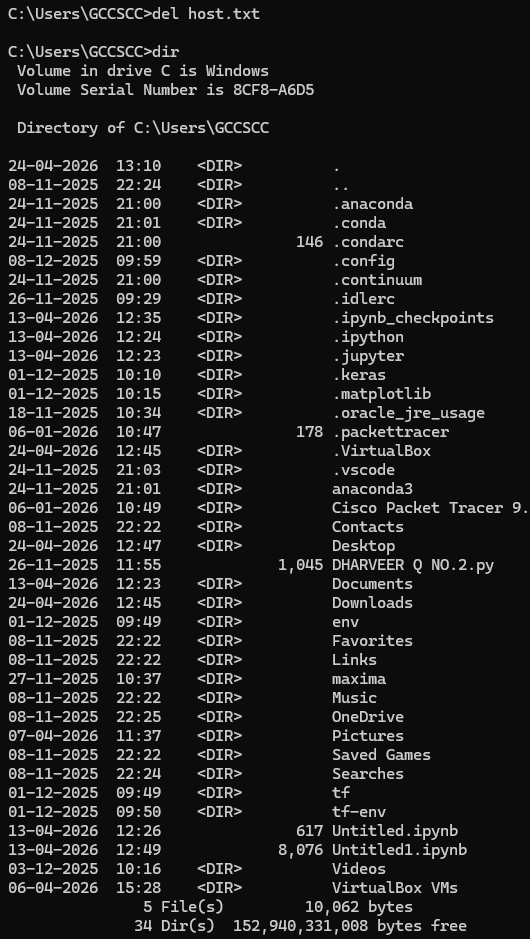 C:\Users\GCCSCC>del host.txt
C:\Users\GCCSCC>dir
 Volume in drive C is Windows
 Volume Serial Number is 8CF8-A6D5
 Directory of C:\Users\GCCSCC
24-04-2026  13:10    <DIR>          .
08-11-2025  22:24    <DIR>          ..
24-11-2025  21:00    <DIR>          .anaconda
24-11-2025  21:01    <DIR>          .conda
24-11-2025  21:00               146 .condarc
08-12-2025  09:59    <DIR>          .config
24-11-2025  21:00    <DIR>          .continuum
26-11-2025  09:29    <DIR>          .idlerc
13-04-2026  12:35    <DIR>          .ipynb_checkpoints
13-04-2026  12:24    <DIR>          .ipython
13-04-2026  12:23    <DIR>          .jupyter
01-12-2025  10:10    <DIR>          .keras
01-12-2025  10:15    <DIR>          .matplotlib
18-11-2025  10:34    <DIR>          .oracle_jre_usage
06-01-2026  10:47               178 .packettracer
24-04-2026  12:45    <DIR>          .VirtualBox
24-11-2025  21:03    <DIR>          .vscode
24-11-2025  21:01    <DIR>          anaconda3
06-01-2026  10:49    <DIR>          Cisco Packet Tracer 9.
08-11-2025  22:22    <DIR>          Contacts
24-04-2026  12:47    <DIR>          Desktop
26-11-2025  11:55             1,045 DHARVEER Q NO.2.py
13-04-2026  12:23    <DIR>          Documents
24-04-2026  12:45    <DIR>          Downloads
01-12-2025  09:49    <DIR>          env
08-11-2025  22:22    <DIR>          Favorites
08-11-2025  22:22    <DIR>          Links
27-11-2025  10:37    <DIR>          maxima
08-11-2025  22:22    <DIR>          Music
08-11-2025  22:25    <DIR>          OneDrive
07-04-2026  11:37    <DIR>          Pictures
08-11-2025  22:22    <DIR>          Saved Games
08-11-2025  22:24    <DIR>          Searches
01-12-2025  09:49    <DIR>          tf
01-12-2025  09:50    <DIR>          tf-env
13-04-2026  12:26               617 Untitled.ipynb
13-04-2026  12:49             8,076 Untitled1.ipynb
03-12-2025  10:16    <DIR>          Videos
06-04-2026  15:28    <DIR>          VirtualBox VMs
               5 File(s)         10,062 bytes
              34 Dir(s)  152,940,331,008 bytes free